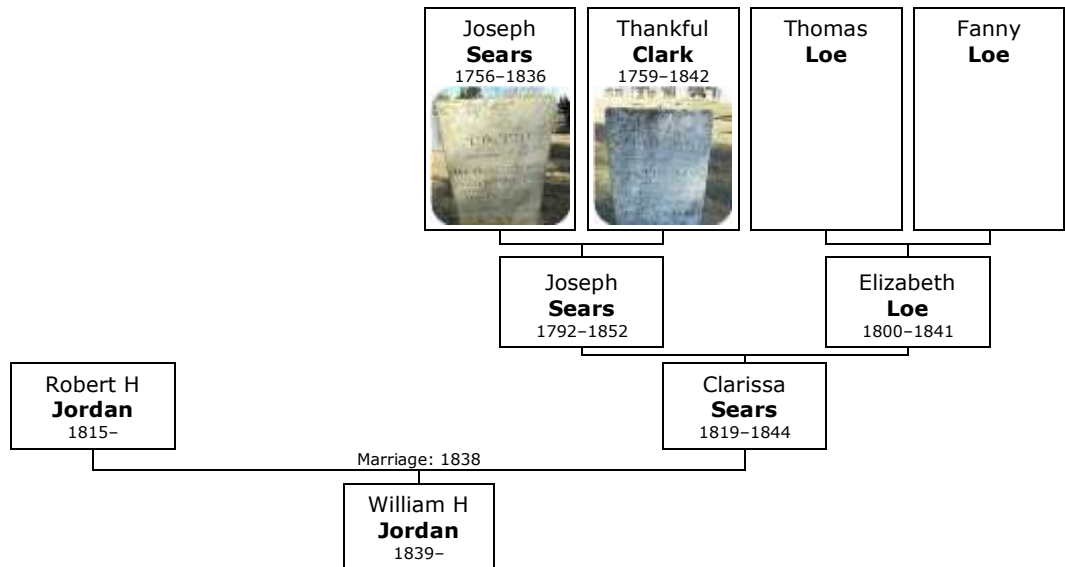 Joseph
Sears
1756–1836
Thankful
Clark
1759–1842
Thomas
Loe
Fanny
Loe
Joseph
Sears
1792–1852
Elizabeth
Loe
1800–1841
Robert H
Jordan
1815–
Clarissa
Sears
1819–1844
Marriage: 1838
William H
Jordan
1839–